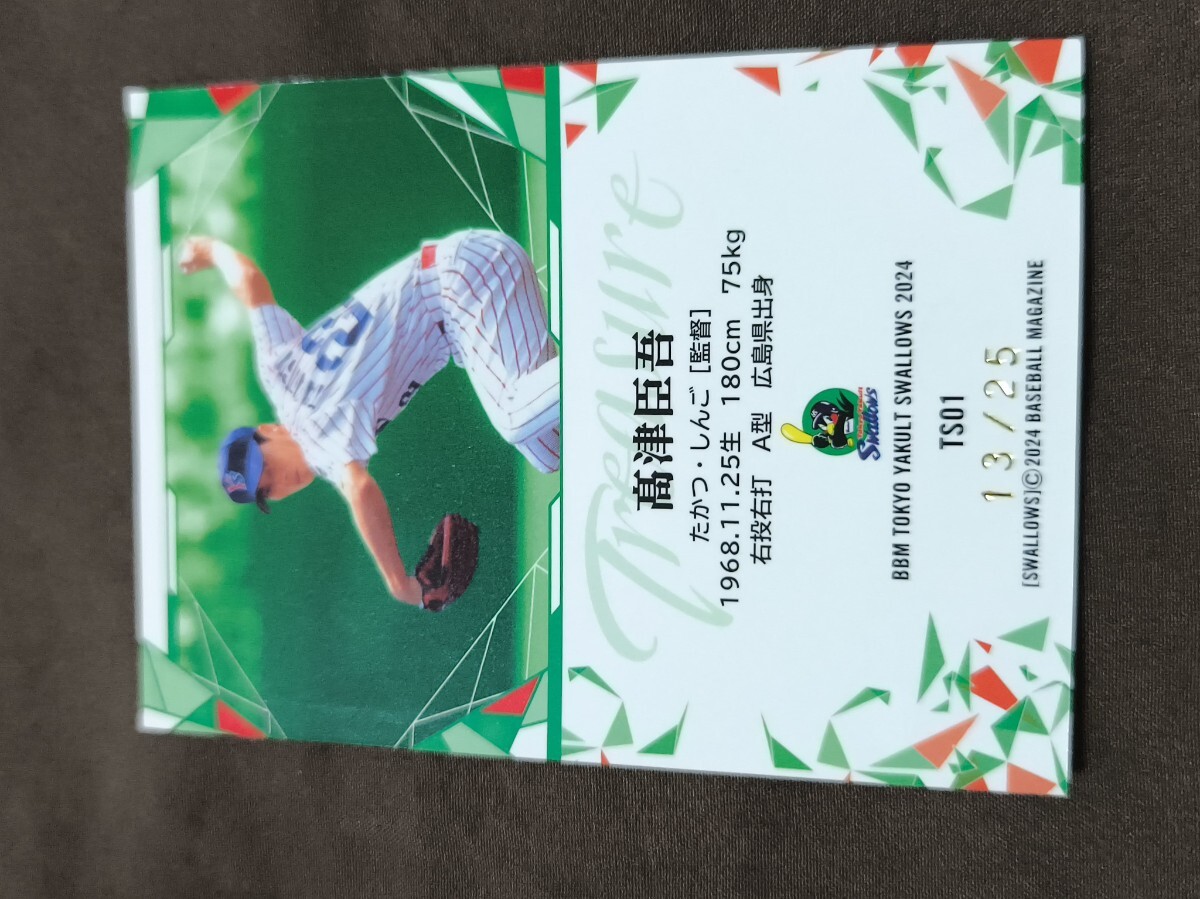 22
Treasure
髙津臣吾
たかつ・しんご [監督]
1968.11.25生 180cm 75kg
右投右打 A型 広島県出身
Swallows
BBM TOKYO YAKULT SWALLOWS 2024
TS01
13/25
[SWALLOWS]©2024 BASEBALL MAGAZINE